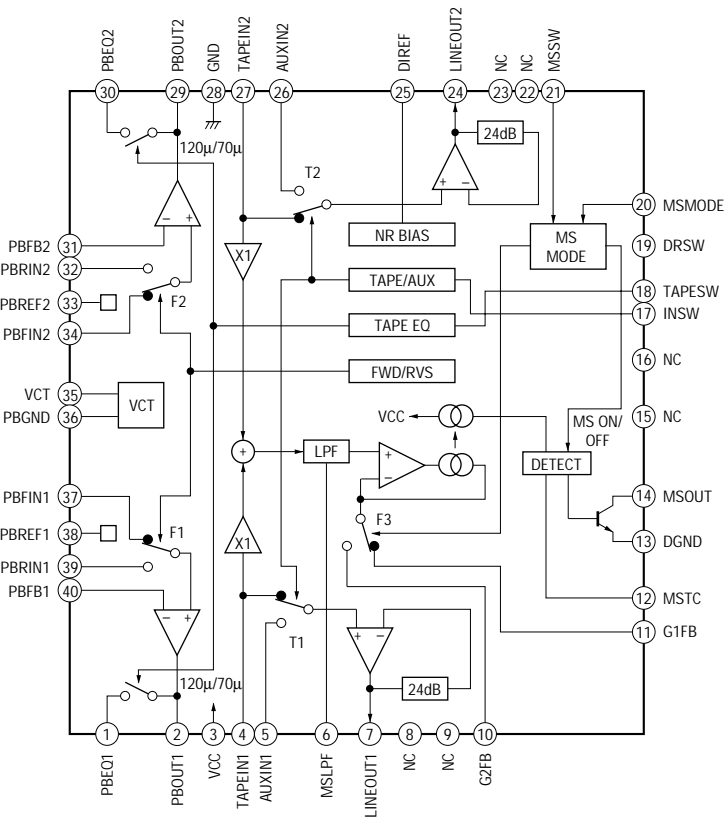 PBEQ2
PBOUT2
GND
TAPEIN2
AUXIN2
DIREF
LINEOUT2
NC
NC
MSSW
30
29
28
27
26
25
24
23
22
21
120μ/70μ
24dB
T2
+
−
−
+
20 MSMODE
PBFB2 31
NR BIAS
MS
MODE
19 DRSW
PBRIN2 32
X1
TAPE/AUX
18 TAPESW
PBREF2 33
F2
17 INSW
PBFIN2 34
TAPE EQ
16 NC
FWD/RVS
VCT 35
VCT
PBGND 36
VCC
MS ON/
OFF
15 NC
+
LPF
+
−
DETECT
PBFIN1 37
14 MSOUT
F3
PBREF1 38
F1
X1
13 DGND
PBRIN1 39
PBFB1 40
12 MSTC
−
+
T1
+
−
11 G1FB
120μ/70μ
24dB
1
2
3
4
5
6
7
8
9
10
PBEQ1
PBOUT1
VCC
TAPEIN1
AUXIN1
MSLPF
LINEOUT1
NC
NC
G2FB